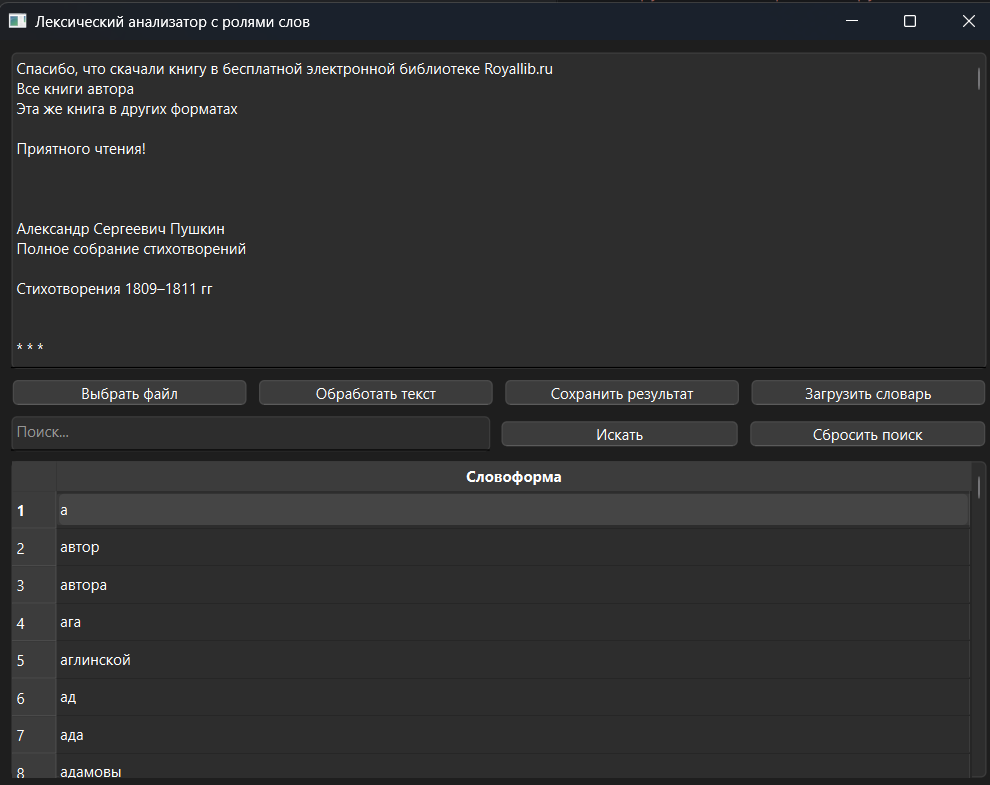 Лексический анализатор с ролями слов
Спасибо, что скачали книгу в бесплатной электронной библиотеке Royallib.ru
Все книги автора
Эта же книга в других форматах
Приятного чтения!
Александр Сергеевич Пушкин
Полное собрание стихотворений
Стихотворения 1809–1811 гг
* * *
Выбрать файл Обработать текст Сохранить результат Загрузить словарь
Поиск... Искать Сбросить поиск
Словоформа
1 а
2 автор
3 автора
4 ага
5 аглинской
6 ад
7 ада
8 адамовы